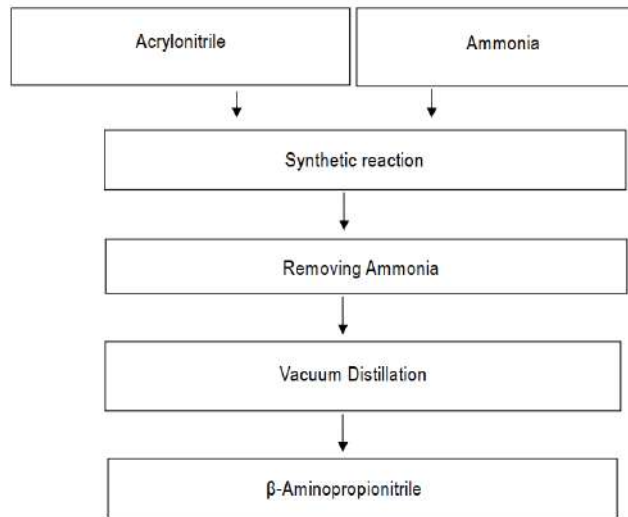 Acrylonitrile
Ammonia
Synthetic reaction
Removing Ammonia
Vacuum Distillation
β-Aminopropionitrile